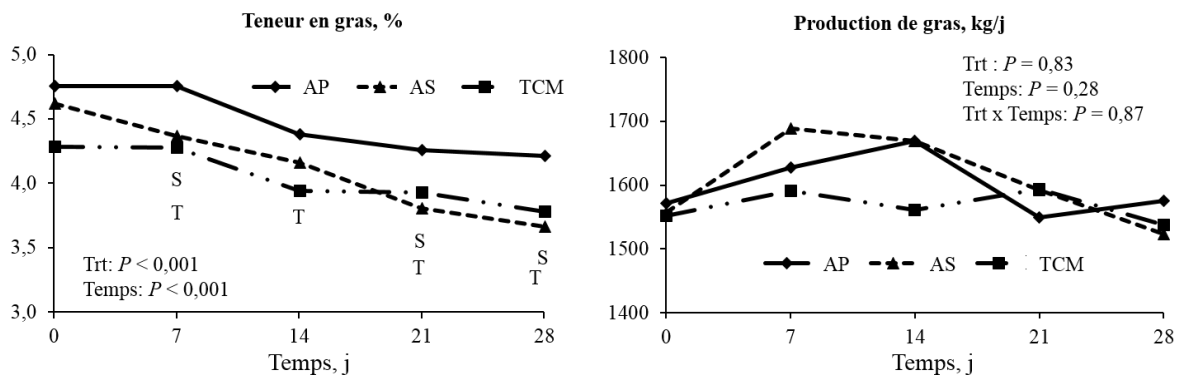 Teneur en gras, %
5,0
4,5
4,0
3,5
3,0
AP
AS
TCM
S
T
T
S
T
S
T
Trt: P < 0,001
Temps: P < 0,001
0
7
14
21
28
Temps, j
Production de gras, kg/j
1800
1700
1600
1500
1400
Trt : P = 0,83
Temps: P = 0,28
Trt x Temps: P = 0,87
AP
AS
TCM
0
7
14
21
28
Temps, j